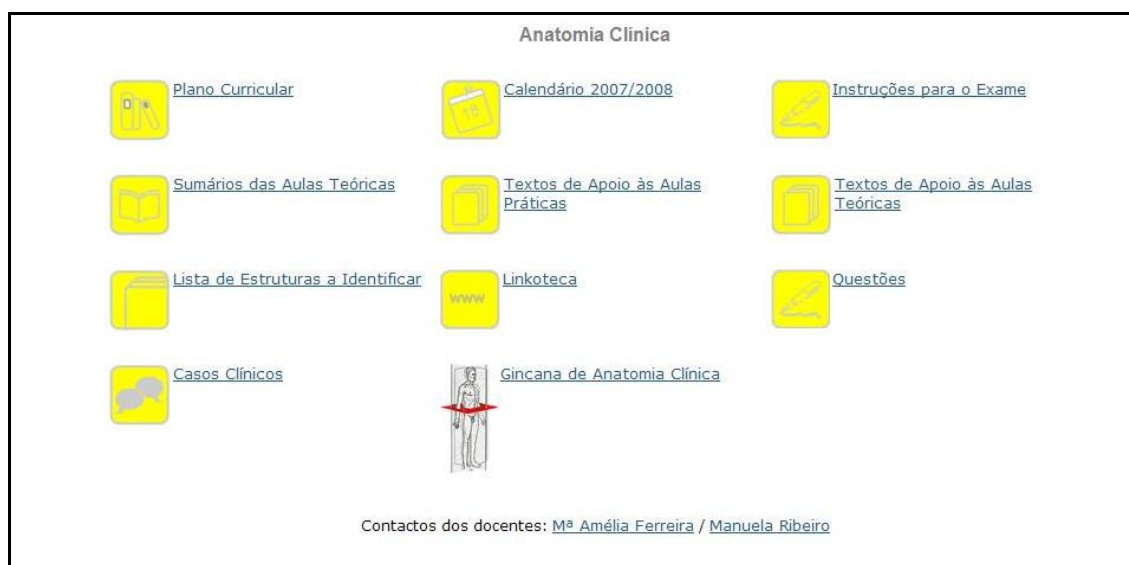 Anatomia Clínica
Plano Curricular
Calendário 2007/2008
Instruções para o Exame
18
Sumários das Aulas Teóricas
Textos de Apoio às Aulas
Práticas
Textos de Apoio às Aulas
Teóricas
Lista de Estruturas a Identificar
www
Linkoteca
Questões
Casos Clínicos
Gincana de Anatomia Clínica
Contactos dos docentes: Mª Amélia Ferreira / Manuela Ribeiro